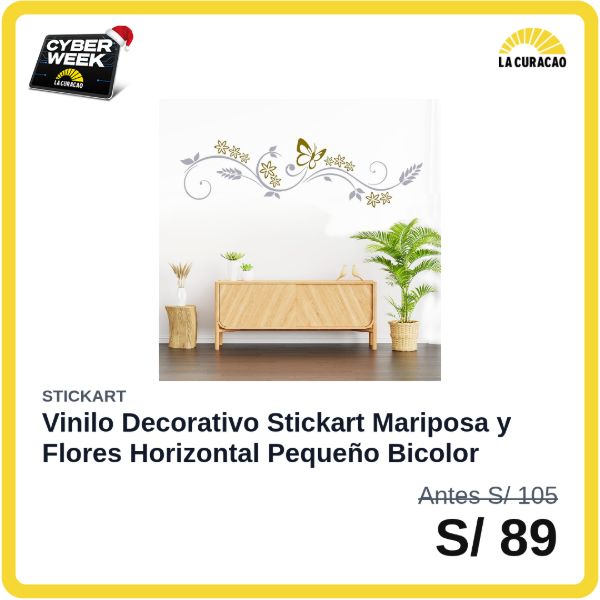 CYBER
WEEK
LA CURACAO
LA CURACAO
STICKART
Vinilo Decorativo Stickart Mariposa y
Flores Horizontal Pequeño Bicolor
Antes S/ 105
S/ 89